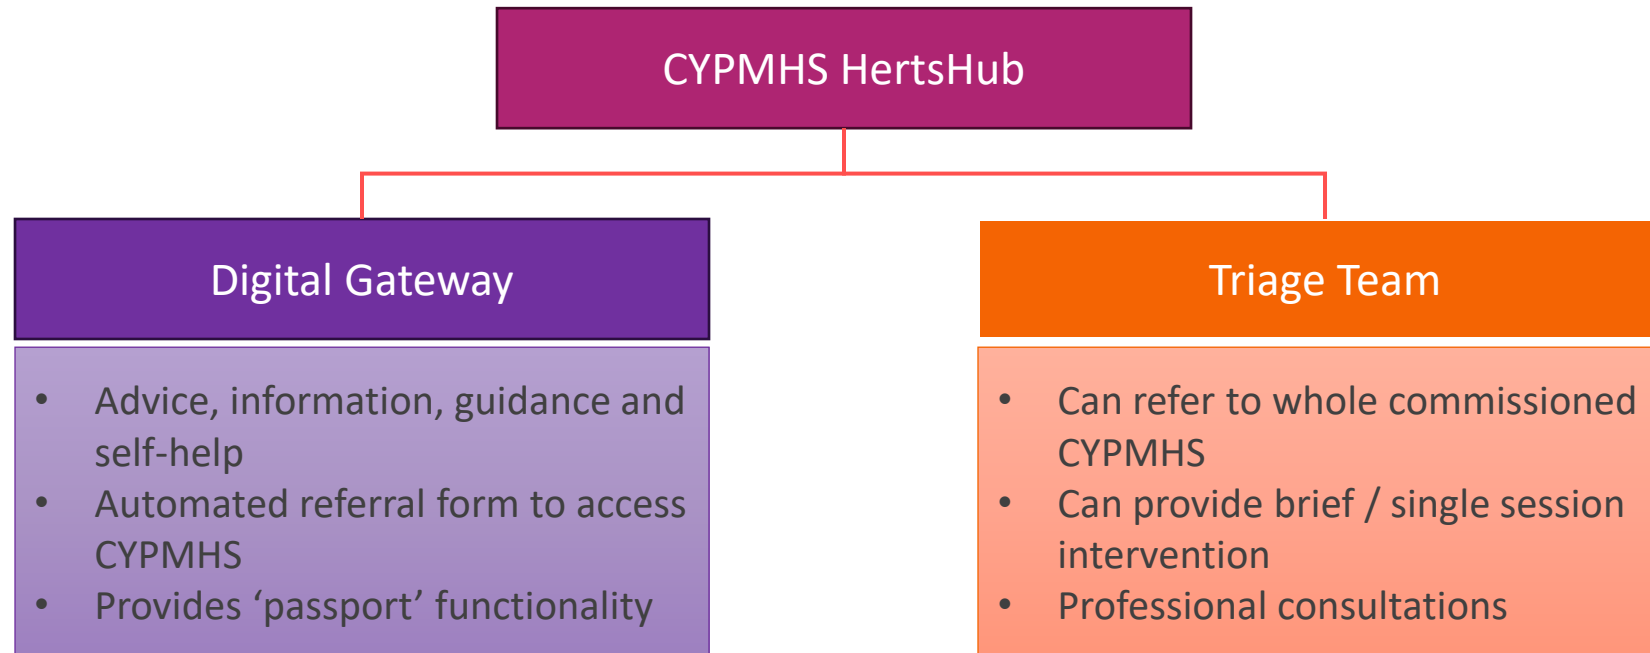 CYPMHS HertsHub
Digital Gateway
• Advice, information, guidance and
self-help
• Automated referral form to access
CYPMHS
• Provides ‘passport’ functionality
Triage Team
• Can refer to whole commissioned
CYPMHS
• Can provide brief / single session
intervention
• Professional consultations